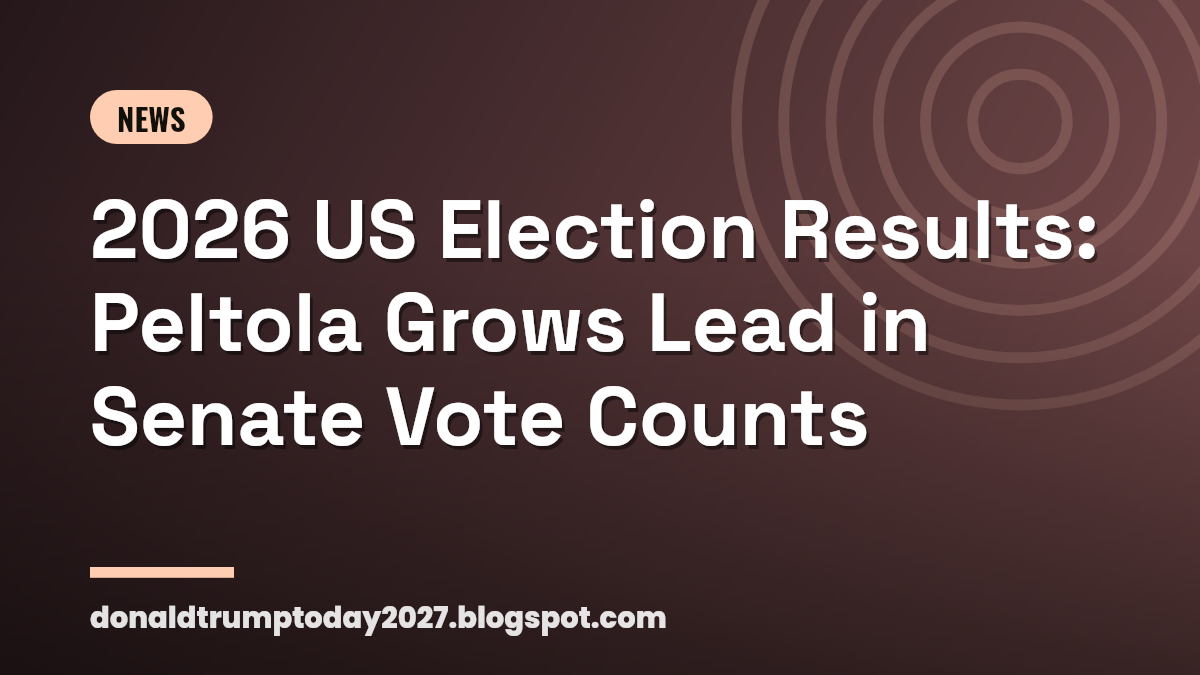 NEWS
2026 US Election Results:
Peltola Grows Lead in
Senate Vote Counts
donaldtrumptoday2027.blogspot.com